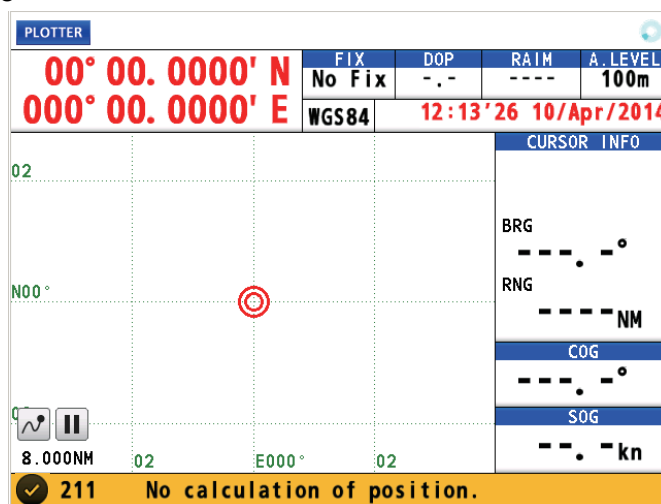 PLOTTER
00° 00. 0000' N
000° 00. 0000' E
FIX DOP RAIM A.LEVEL
No Fix -.- ---- 100m
WGS84 12:13'26 10/Apr/2014
CURSOR INFO
02
BRG
---.-°
N00°
RNG
----NM
COG
---.-°
SOG
--.-kn
8.000NM
02 E000° 02
211 No calculation of position.